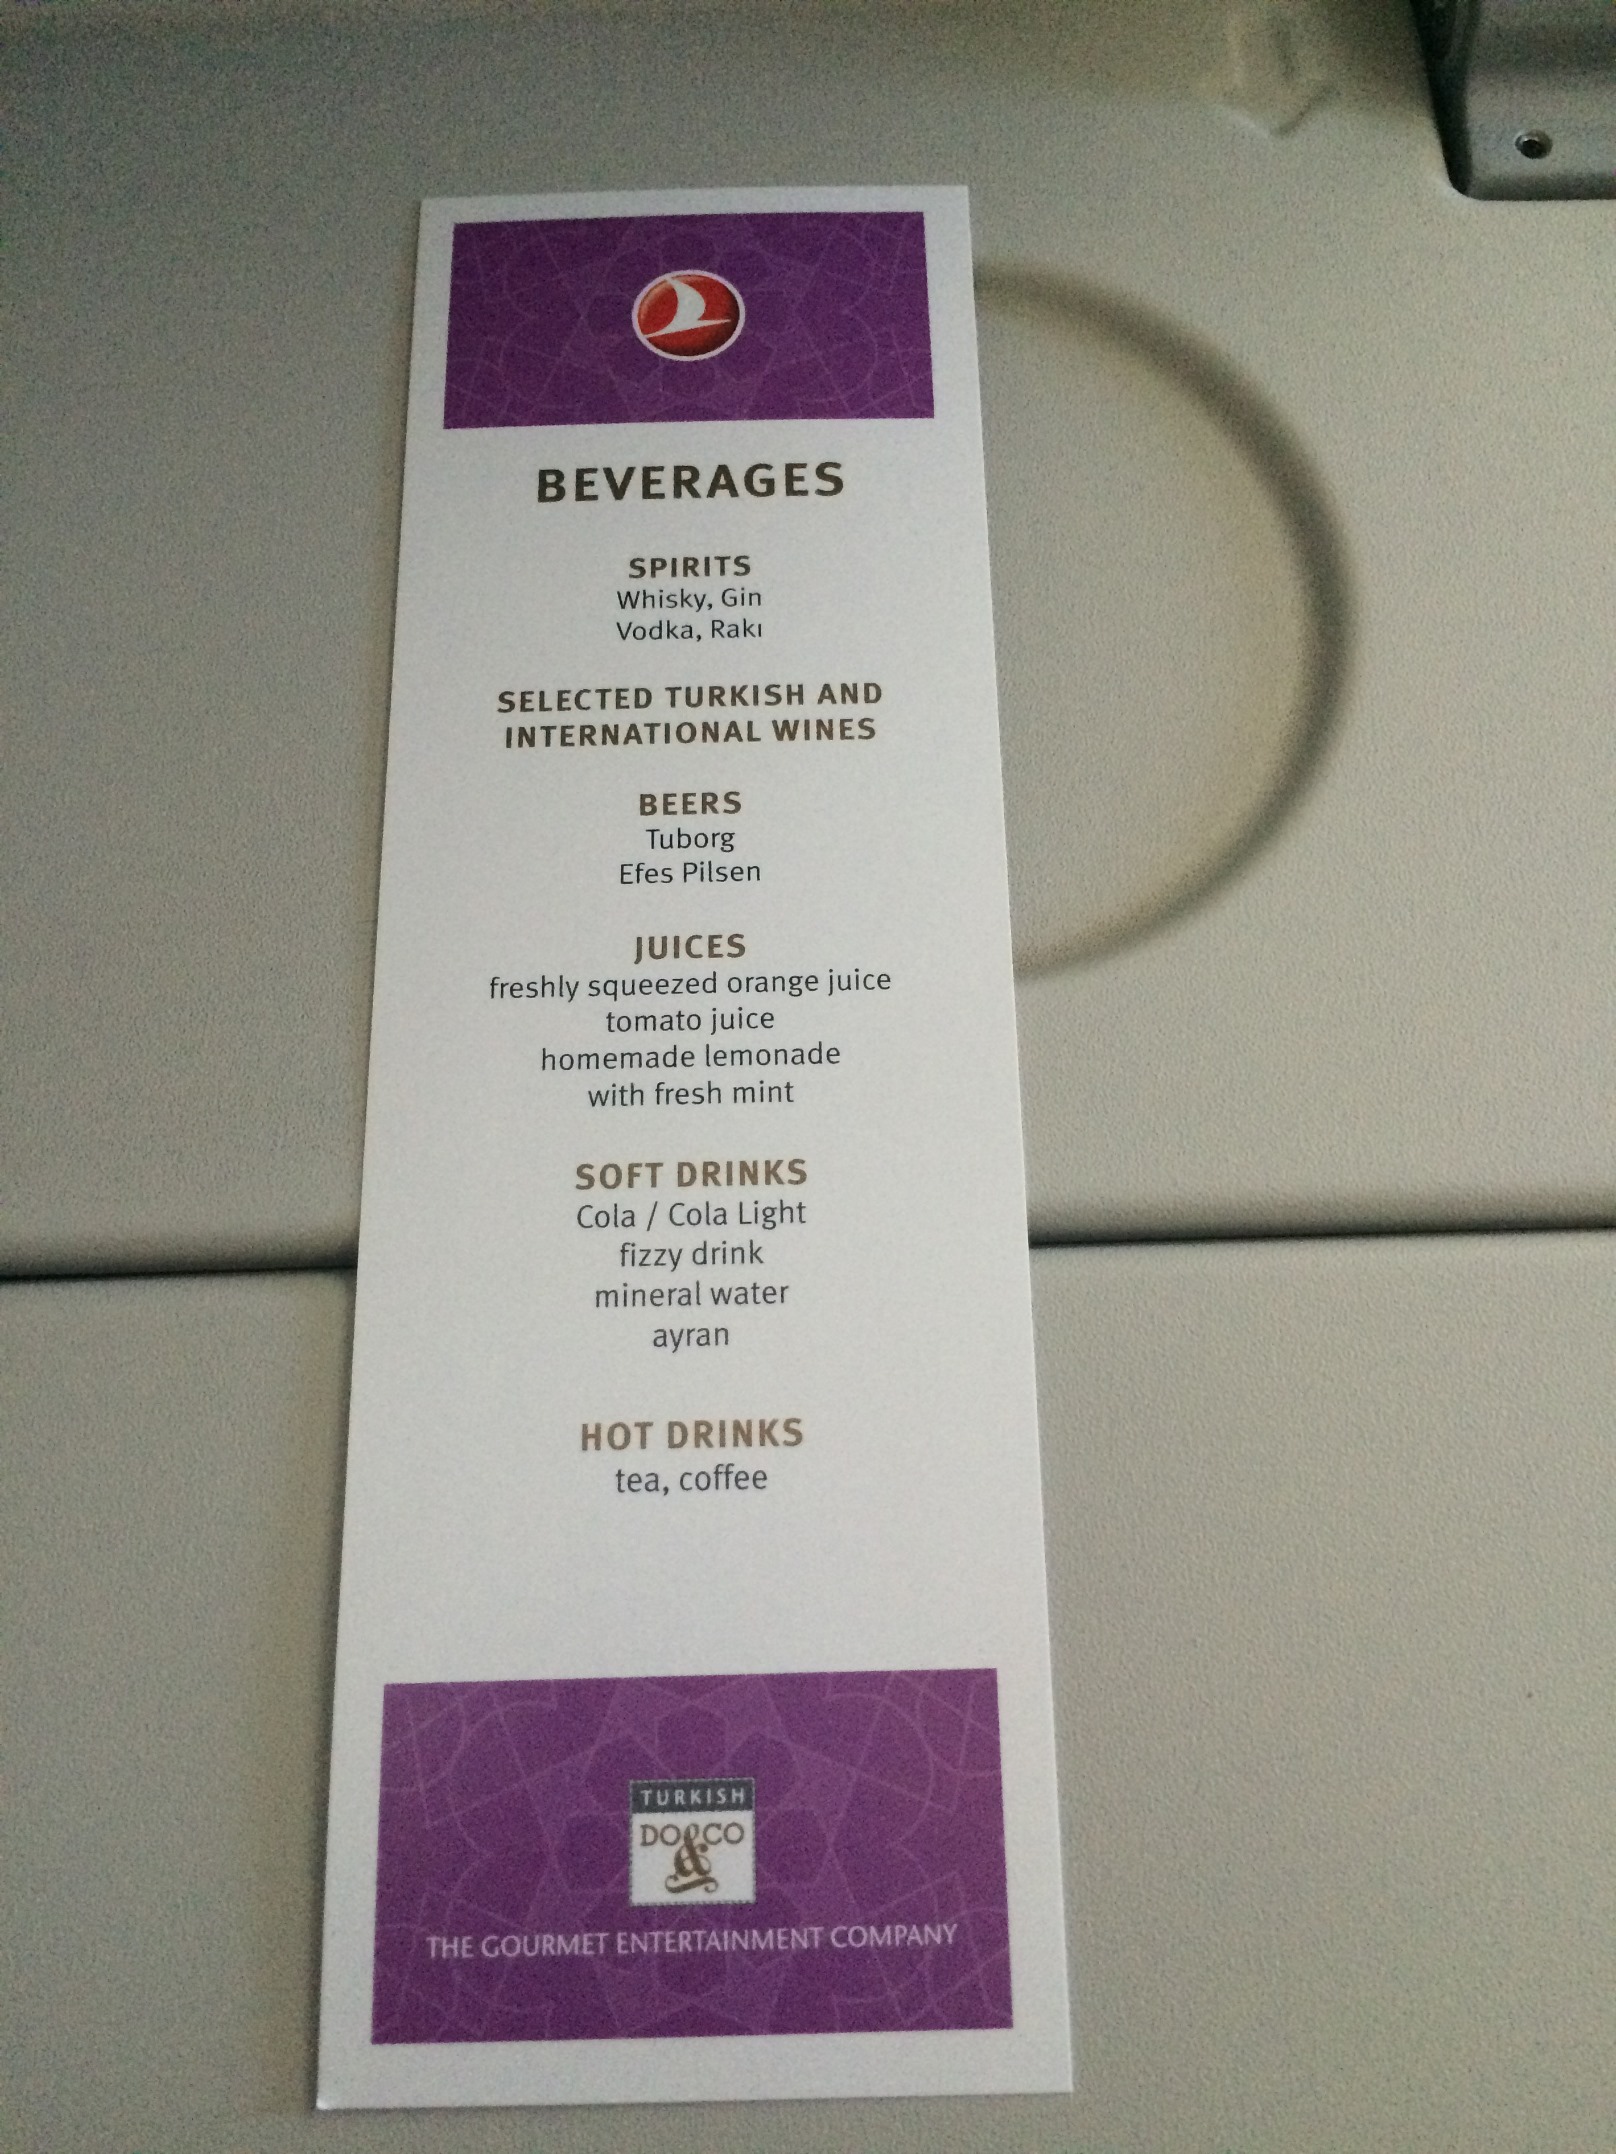 BEVERAGES
SPIRITS
Whisky, Gin
Vodka, Rakı
SELECTED TURKISH AND
INTERNATIONAL WINES
BEERS
Tuborg
Efes Pilsen
JUICES
freshly squeezed orange juice
tomato juice
homemade lemonade
with fresh mint
SOFT DRINKS
Cola / Cola Light
fizzy drink
mineral water
ayran
HOT DRINKS
tea, coffee
TURKISH
DO&CO
THE GOURMET ENTERTAINMENT COMPANY